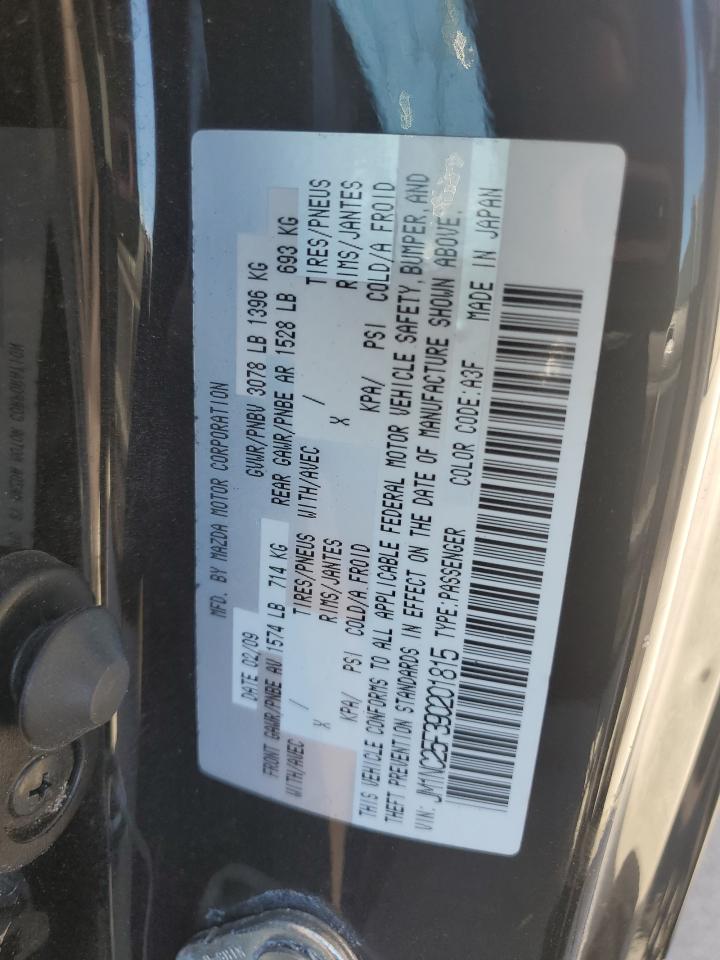 MFD. BY MAZDA MOTOR CORPORATION
DATE 02/09 GVWR/PNBV 3078 LB 1396 KG
FRONT GAWR/PNBE AV 1574 LB 714 KG REAR GAWR/PNBE AR 1528 LB 693 KG
WITH/AVEC TIRES/PNEUS WITH/AVEC / TIRES/PNEUS
X RIMS/JANTES X RIMS/JANTES
KPA/ PSI COLD/A FROID KPA/ PSI COLD/A FROID
THIS VEHICLE CONFORMS TO ALL APPLICABLE FEDERAL MOTOR VEHICLE SAFETY, BUMPER, AND
THEFT PREVENTION STANDARDS IN EFFECT ON THE DATE OF MANUFACTURE SHOWN ABOVE.
VIN: JM1NC25F390201815 TYPE:PASSENGER COLOR CODE:A3F MADE IN JAPAN